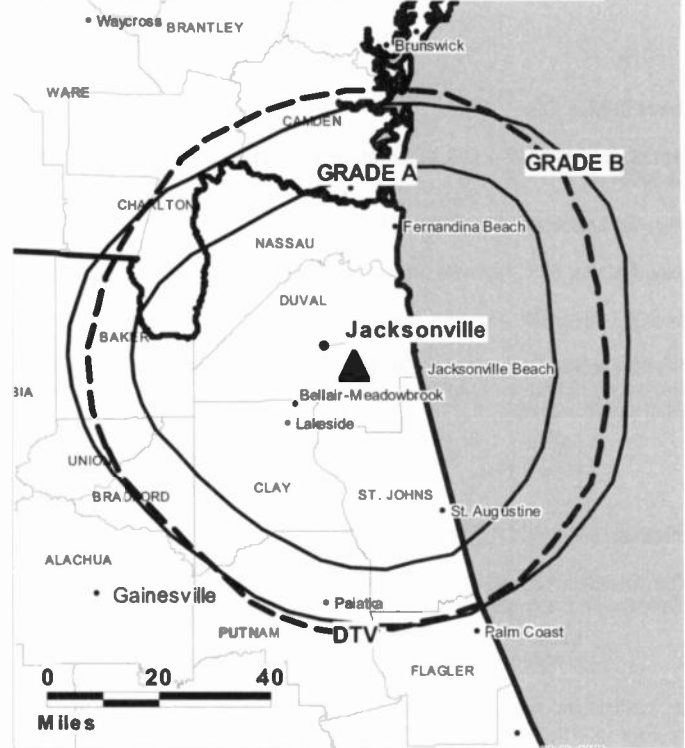 Waycross
BRANTLEY
Brunswick
WARE
CAMDEN
GRADE A
GRADE B
CHARLTON
Fernandina Beach
NASSAU
DUVAL
Jacksonville
BAKER
Jacksonville Beach
BIA
Bellair-Meadowbrook
Lakeside
UNION
CLAY
BRADFORD
ST. JOHNS
St. Augustine
ALACHUA
Gainesville
Palatka
PUTNAM
DTV
Palm Coast
FLAGLER
0 20 40
Miles